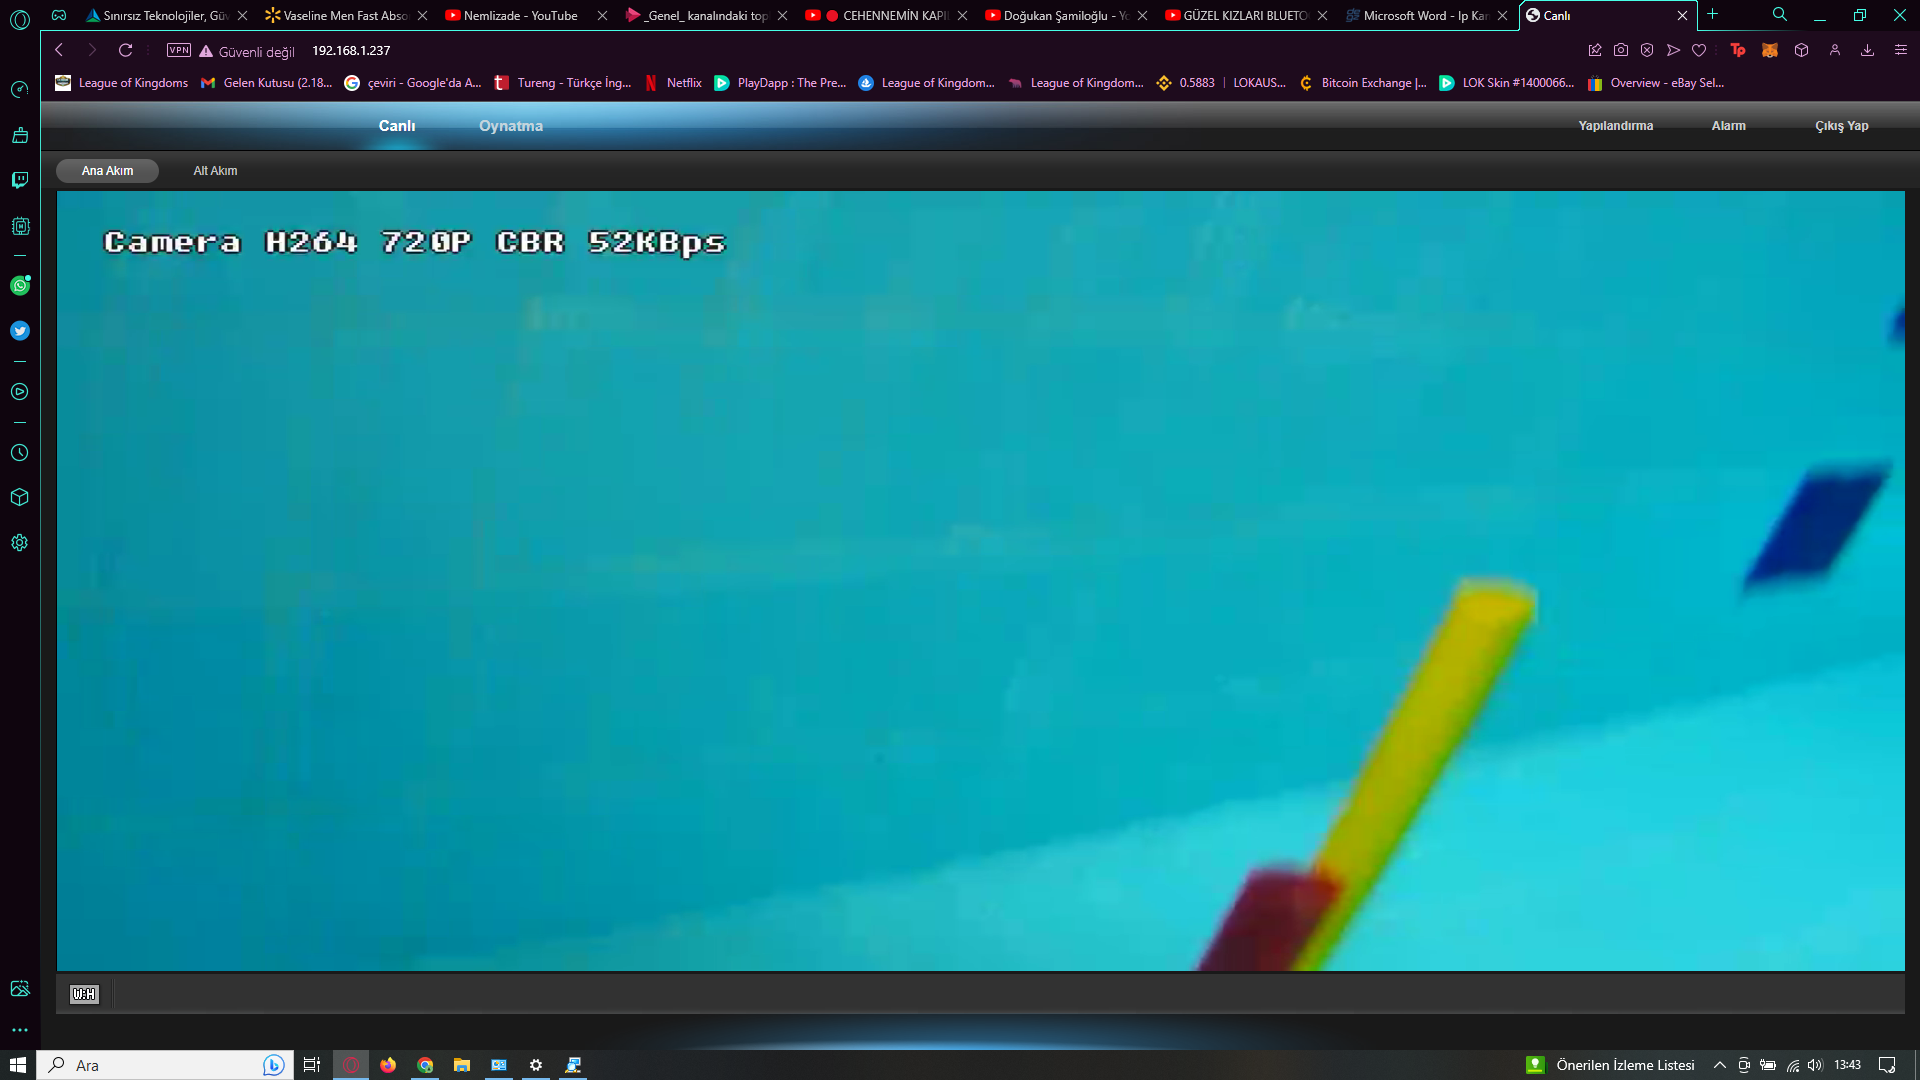 Sınırsız Teknolojiler, Güv
Vaseline Men Fast Abso
Nemlizade - YouTube
_Genel_ kanalındaki top
CEHENNEMİN KAPI
Doğukan Şamiloğlu - Yo
GÜZEL KIZLARI BLUETO
Microsoft Word - Ip Kam
Canlı
VPN
Güvenli değil
192.168.1.237
League of Kingdoms
Gelen Kutusu (2.18...
çeviri - Google'da A...
Tureng - Türkçe İng...
Netflix
PlayDapp : The Pre...
League of Kingdom...
League of Kingdom...
0.5883 | LOKAUS...
Bitcoin Exchange |...
LOK Skin #1400066...
Overview - eBay Sel...
Canlı
Oynatma
Yapılandırma
Alarm
Çıkış Yap
Ana Akım
Alt Akım
Camera H264 720P CBR 52KBps
W:H
Ara
Önerilen İzleme Listesi
13:43